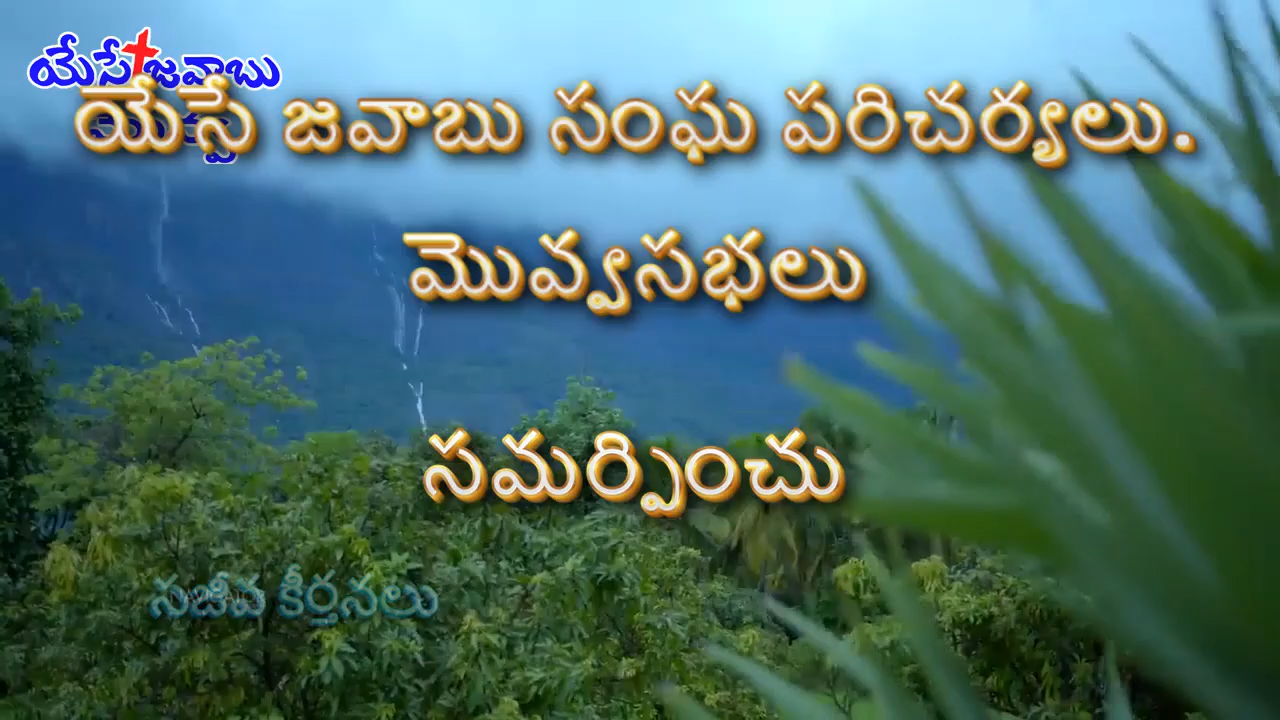 యేసే జవాబు
యేస్సే జవాబు సంఘ పరిచర్యలు.
మొవ్వసభలు
సమర్పించు
సజీవ కీర్తనలు